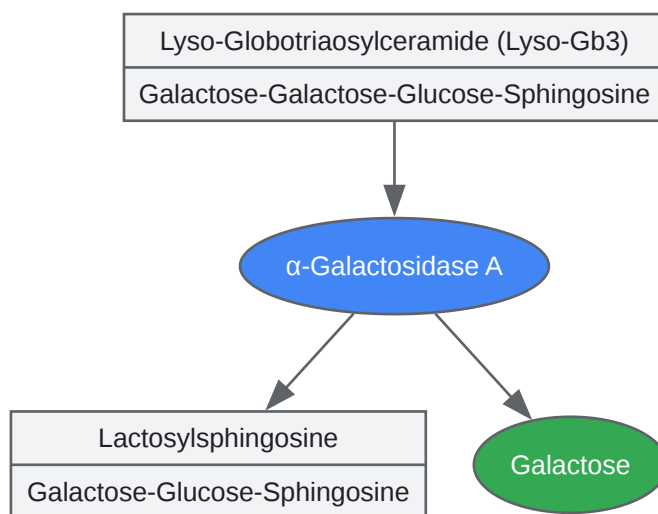 Lyso-Globotriaosylceramide (Lyso-Gb3)
Galactose-Galactose-Glucose-Sphingosine
α-Galactosidase A
Lactosylsphingosine
Galactose-Glucose-Sphingosine
Galactose